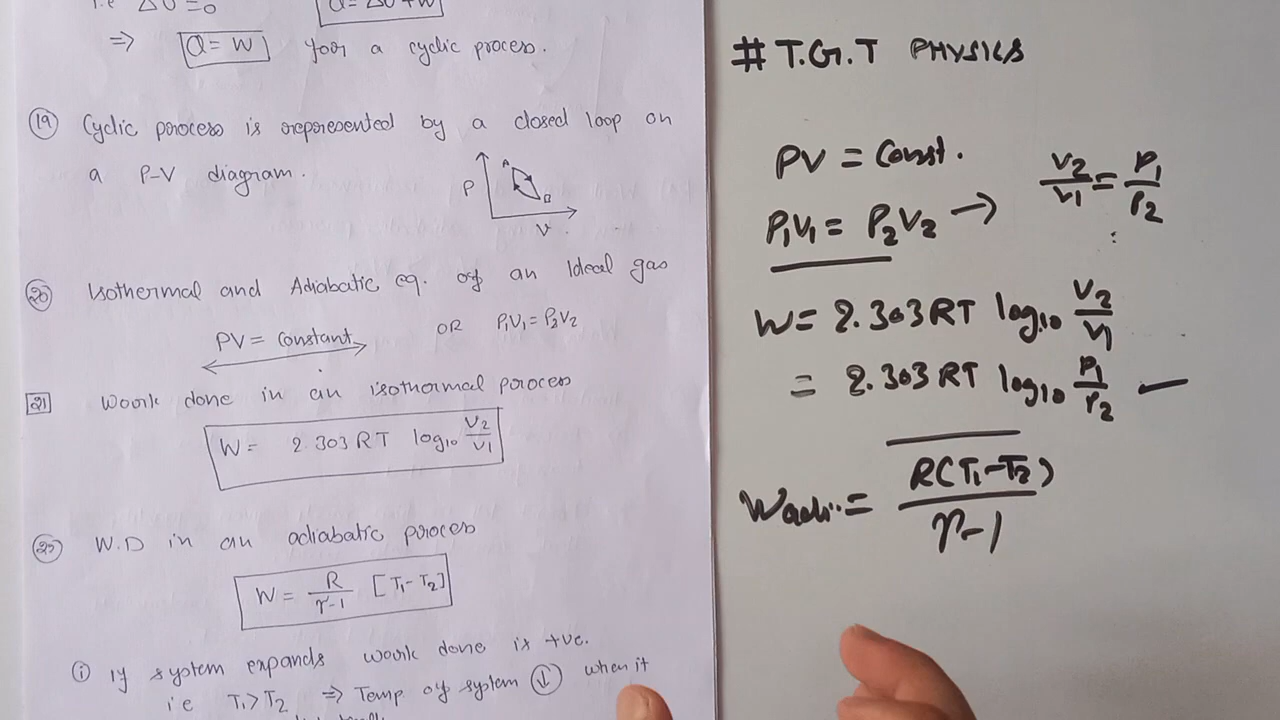 i.e ΔU = 0   Q = ΔU + W
⇒ Q = W for a cyclic process.
(19) Cyclic process is represented by a closed loop on
a P-V diagram.
P
A
B
V
(20) Isothermal and Adiabatic eq. of an Ideal gas
PV = Constant OR P₁V₁ = P₂V₂
21 Work done in an isothermal process
W = 2.303 RT log₁₀ V₂/V₁
(22) W.D in an adiabatic process
W = R/γ-1 [T₁-T₂]
(i) If system expands work done is +ve.
i.e T₁>T₂ ⇒ Temp of system (↓) when it
# T.G.T PHYSICS
PV = Const.
P₁V₁ = P₂V₂ → V₂/V₁ = P₁/P₂
W = 2.303 RT log₁₀ V₂/V₁
= 2.303 RT log₁₀ P₁/P₂ —
Wadi.. = R(T₁-T₂)/γ-1